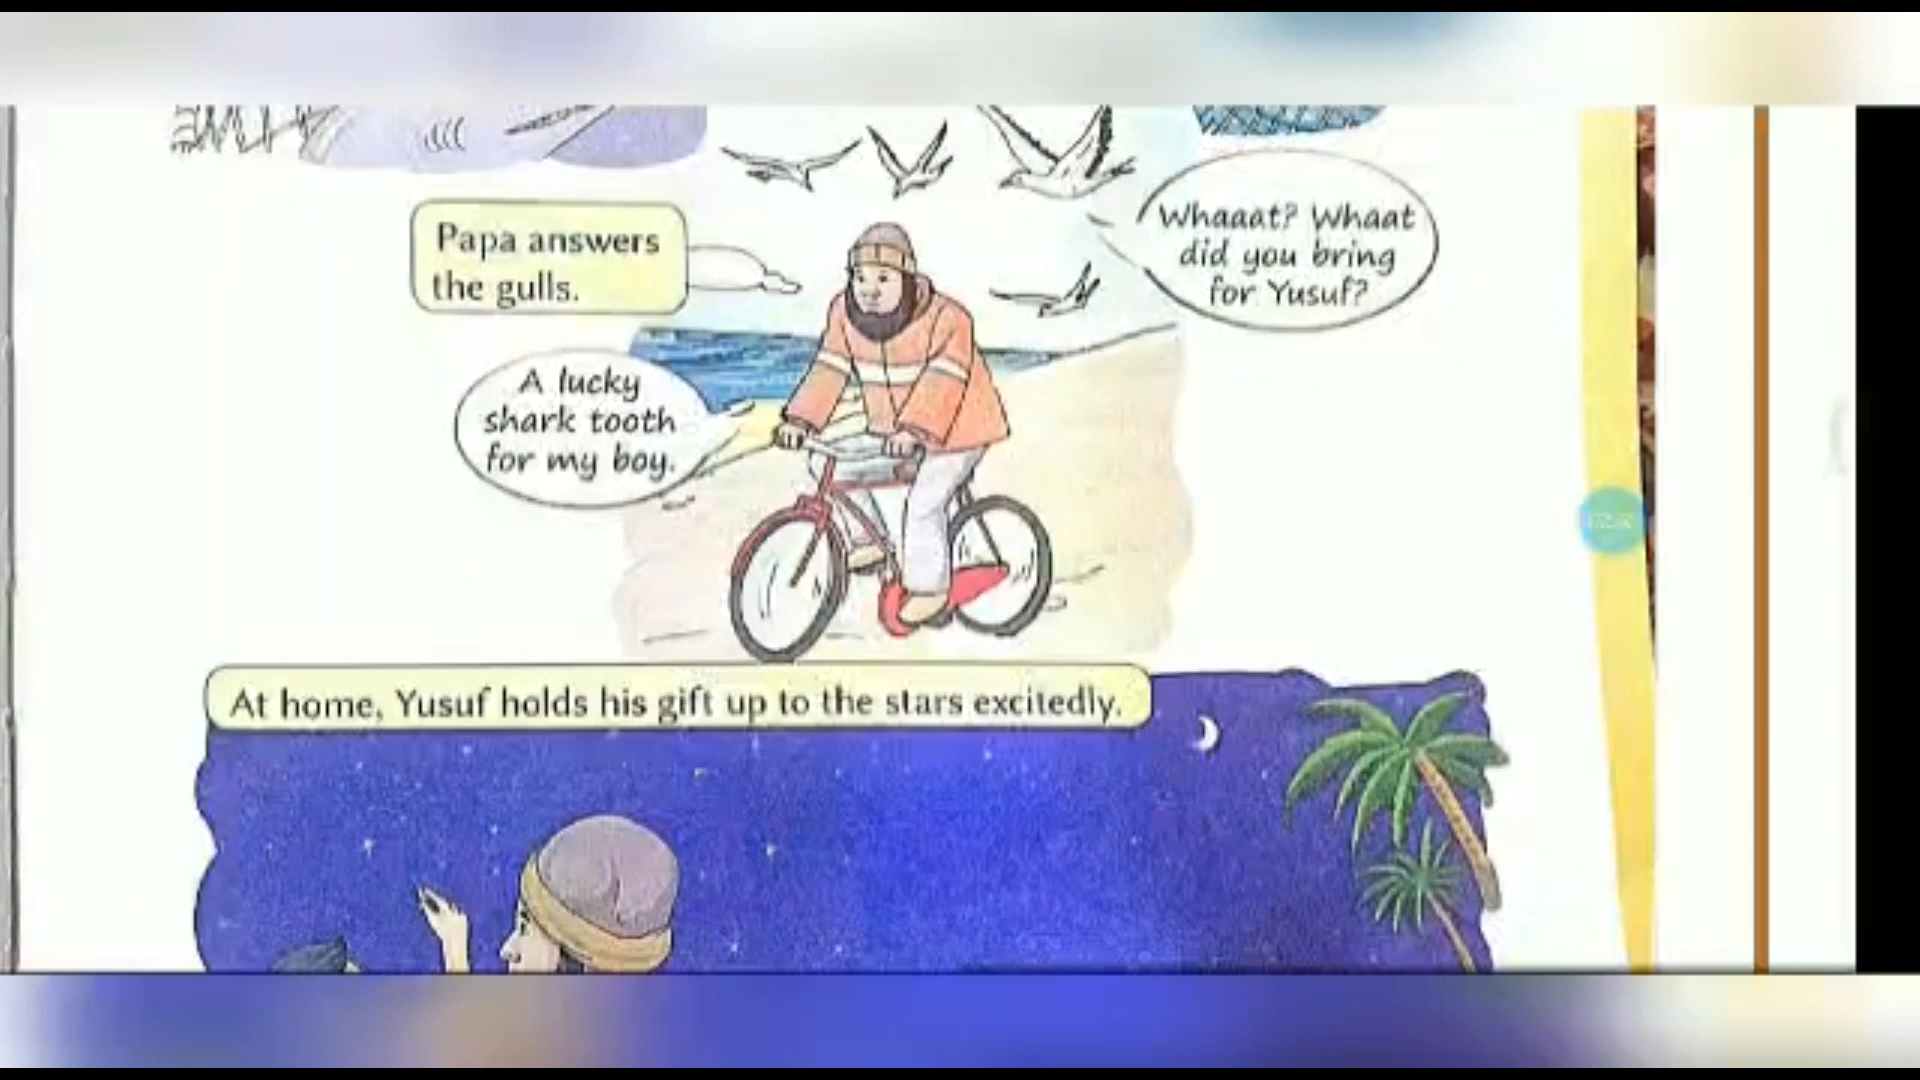 Papa answers
the gulls.
Whaaat? Whaat
did you bring
for Yusuf?
A lucky
shark tooth
for my boy.
At home, Yusuf holds his gift up to the stars excitedly.